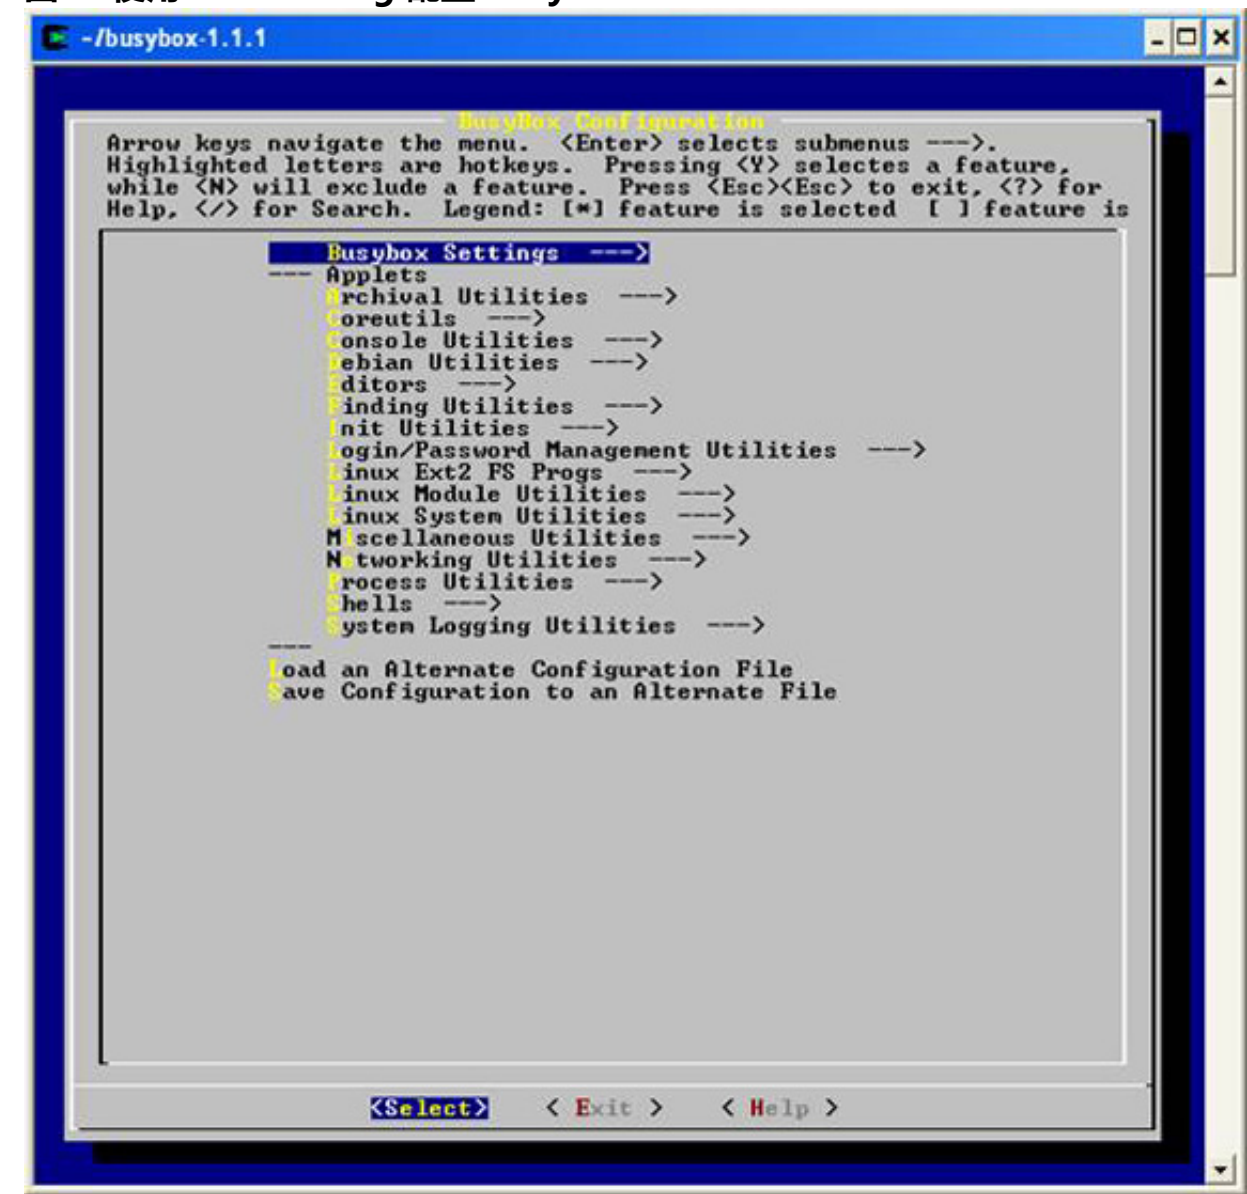 ~/busybox-1.1.1
BusyBox Configuration
Arrow keys navigate the menu. <Enter> selects submenus --->.
Highlighted letters are hotkeys. Pressing <Y> selectes a feature,
while <N> will exclude a feature. Press <Esc><Esc> to exit, <?> for
Help, </> for Search. Legend: [*] feature is selected [ ] feature is
Busybox Settings --->
--- Applets
Archival Utilities --->
Coreutils --->
Console Utilities --->
Debian Utilities --->
Editors --->
Finding Utilities --->
Init Utilities --->
Login/Password Management Utilities --->
Linux Ext2 FS Progs --->
Linux Module Utilities --->
Linux System Utilities --->
Miscellaneous Utilities --->
Networking Utilities --->
Process Utilities --->
Shells --->
System Logging Utilities --->
---
Load an Alternate Configuration File
Save Configuration to an Alternate File
<Select> < Exit > < Help >